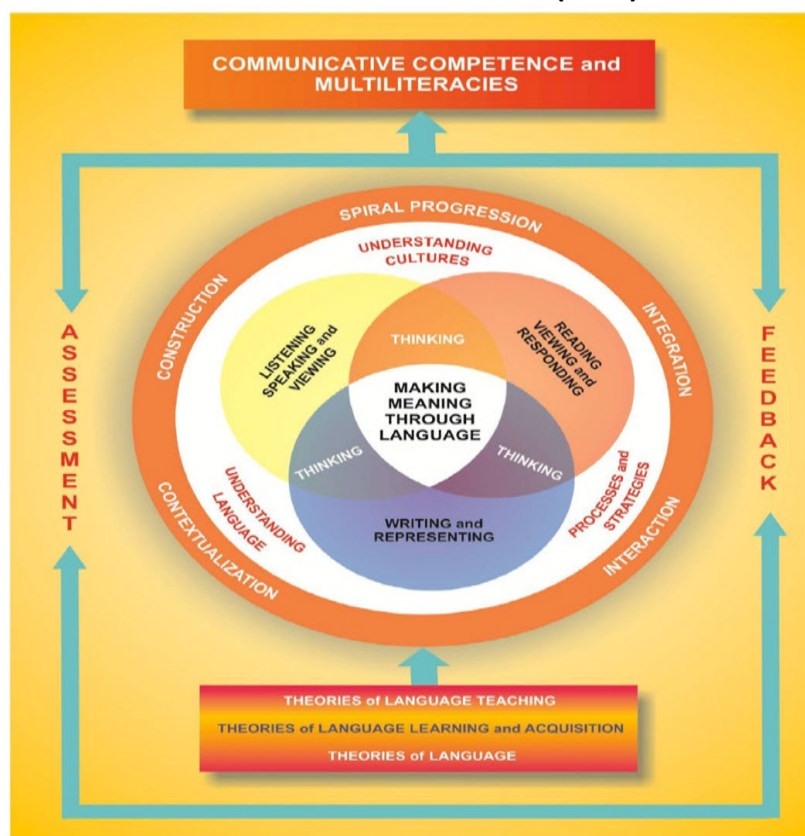 COMMUNICATIVE COMPETENCE and
MULTILITERACIES
SPIRAL PROGRESSION
UNDERSTANDING
CULTURES
CONSTRUCTION
INTEGRATION
LISTENING
SPEAKING and
VIEWING
THINKING
READING
VIEWING and
RESPONDING
ASSESSMENT
FEEDBACK
MAKING
MEANING
THROUGH
LANGUAGE
THINKING
THINKING
UNDERSTANDING
LANGUAGE
PROCESSES and
STRATEGIES
WRITING and
REPRESENTING
CONTEXTUALIZATION
INTERACTION
THEORIES of LANGUAGE TEACHING
THEORIES of LANGUAGE LEARNING and ACQUISITION
THEORIES of LANGUAGE